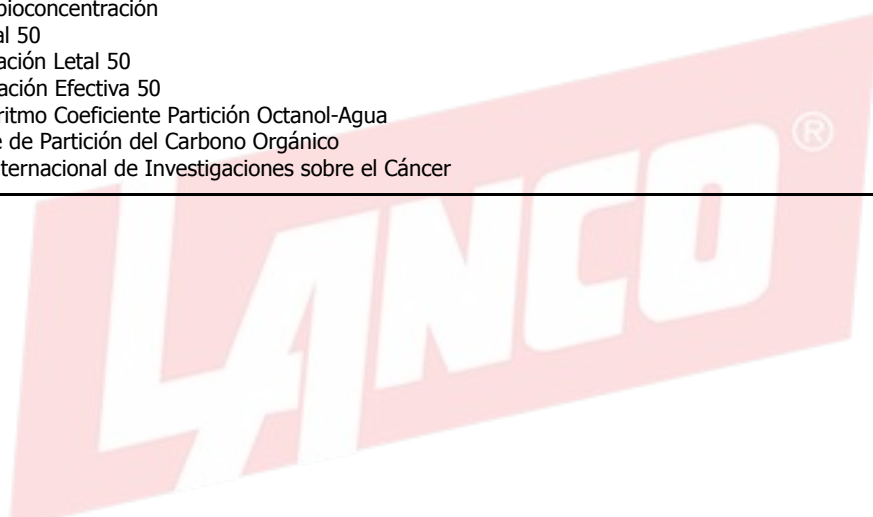 bioconcentración
al 50
ación Letal 50
ación Efectiva 50
ritmo Coeficiente Partición Octanol-Agua
e de Partición del Carbono Orgánico
nternacional de Investigaciones sobre el Cáncer
LANCO ®